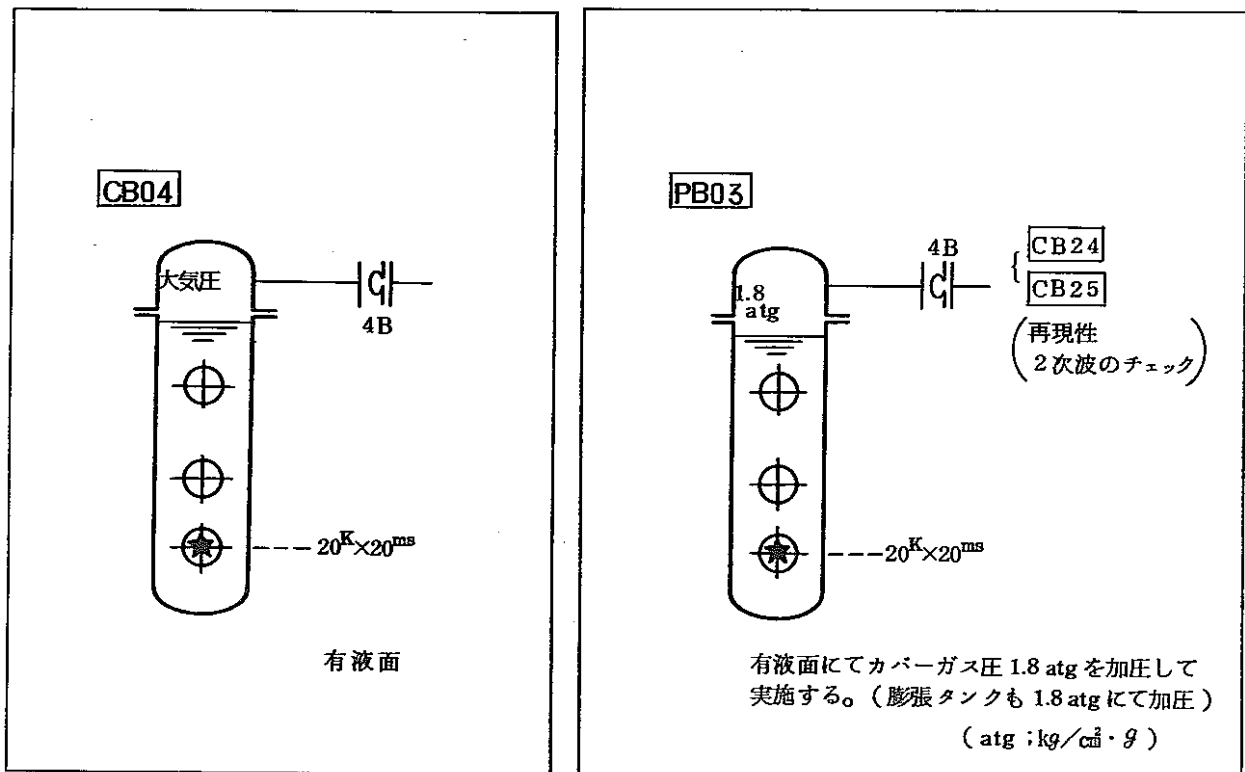 CB04
大気圧
4B
20ᴷ×20ᵐˢ
有液面
PB03
4B
CB24
CB25
1.8
atg
(再現性
2次波のチェック)
20ᴷ×20ᵐˢ
有液面にてカバーガス圧 1.8 atg を加圧して
実施する。(膨張タンクも 1.8 atg にて加圧)
(atg ; kg/cm²・g)